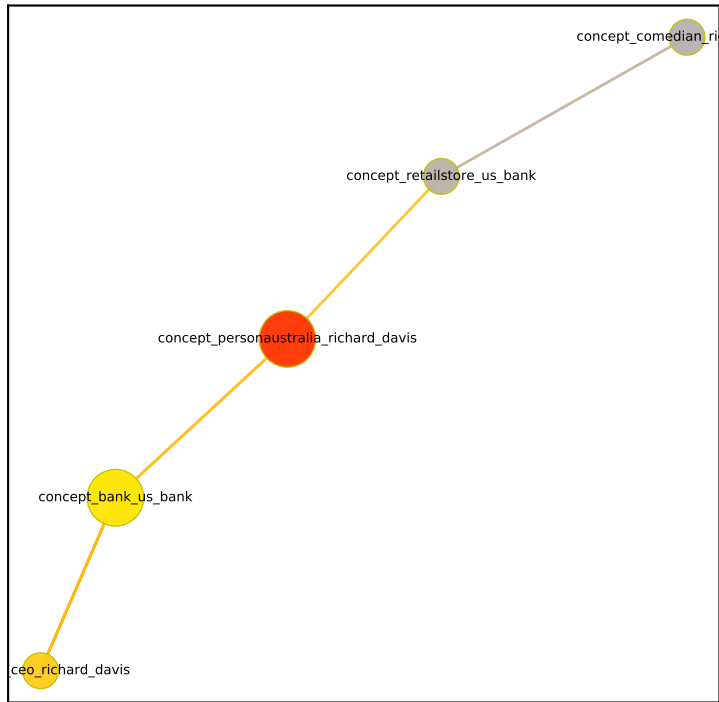 concept_comedian_ri
concept_retailstore_us_bank
concept_personaustralia_richard_davis
concept_bank_us_bank
_ceo_richard_davis